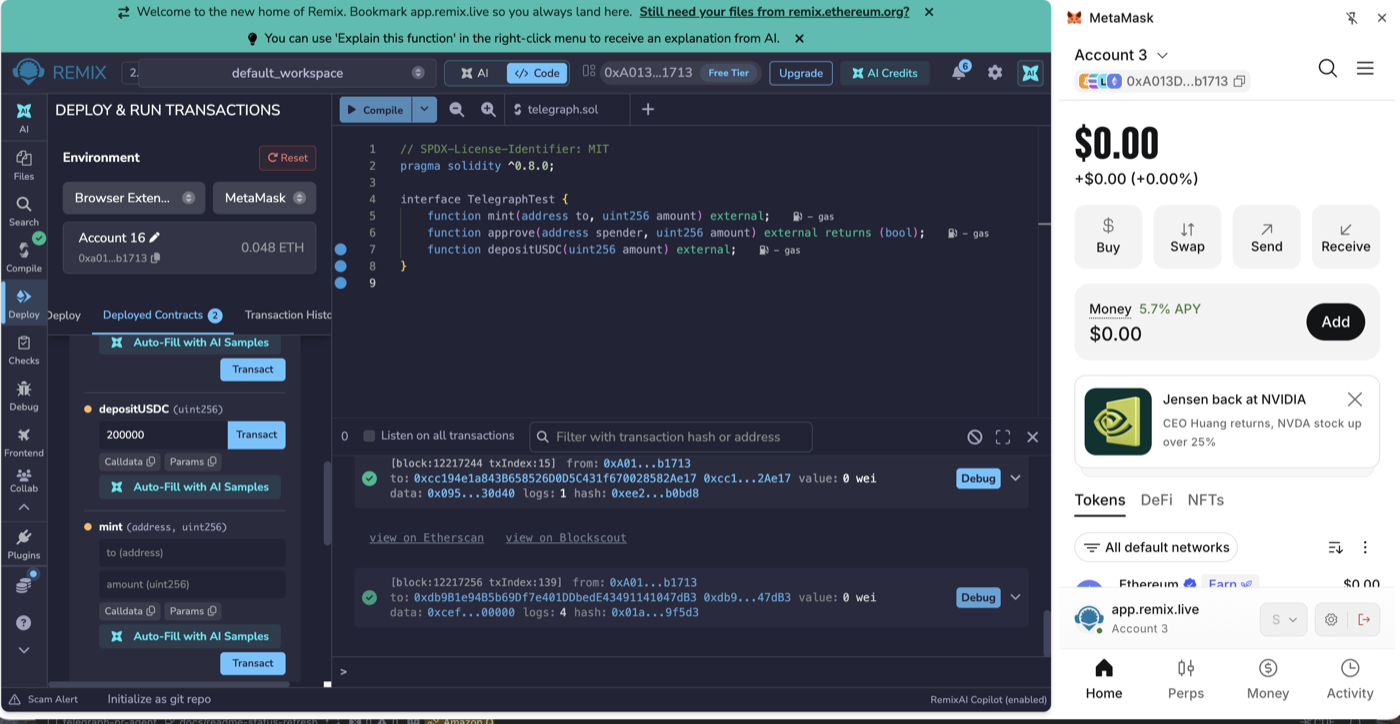 Welcome to the new home of Remix. Bookmark app.remix.live so you always land here. Still need your files from remix.ethereum.org?
You can use 'Explain this function' in the right-click menu to receive an explanation from AI.
REMIX
2.
default_workspace
AI
Code
0xA013...1713
Free Tier
Upgrade
AI Credits
6
AI
Files
Search
Compile
Deploy
Checks
Debug
Frontend
Collab
Plugins
DEPLOY & RUN TRANSACTIONS
Environment
Reset
Browser Exten...
MetaMask
Account 16
0xa01...b1713
0.048 ETH
Deploy
Deployed Contracts 2
Transaction Histo
Auto-Fill with AI Samples
Transact
depositUSDC (uint256)
200000
Transact
Calldata
Params
Auto-Fill with AI Samples
mint (address, uint256)
to (address)
amount (uint256)
Calldata
Params
Auto-Fill with AI Samples
Transact
Compile
telegraph.sol
1 // SPDX-License-Identifier: MIT
2 pragma solidity ^0.8.0;
3
4 interface TelegraphTest {
5 function mint(address to, uint256 amount) external; - gas
6 function approve(address spender, uint256 amount) external returns (bool); - gas
7 function depositUSDC(uint256 amount) external; - gas
8 }
9
0
Listen on all transactions
Filter with transaction hash or address
[block:12217244 txIndex:15] from: 0xA01...b1713
to: 0xcc194e1a843B658526D0D5C431f670028582Ae17 0xcc1...2Ae17 value: 0 wei
data: 0x095...30d40 logs: 1 hash: 0xee2...b0bd8
Debug
view on Etherscan
view on Blockscout
[block:12217256 txIndex:139] from: 0xA01...b1713
to: 0xdb9B1e94B5b69Df7e401DDbedE43491141047dB3 0xdb9...47dB3 value: 0 wei
data: 0xcef...00000 logs: 4 hash: 0x01a...9f5d3
Debug
>
Scam Alert
Initialize as git repo
RemixAI Copilot (enabled)
MetaMask
Account 3
0xA013D...b1713
$0.00
+$0.00 (+0.00%)
Buy
Swap
Send
Receive
Money 5.7% APY
$0.00
Add
Jensen back at NVIDIA
CEO Huang returns, NVDA stock up
over 25%
Tokens
DeFi
NFTs
All default networks
Ethereum
Earn
$0.00
app.remix.live
Account 3
S
Home
Perps
Money
Activity